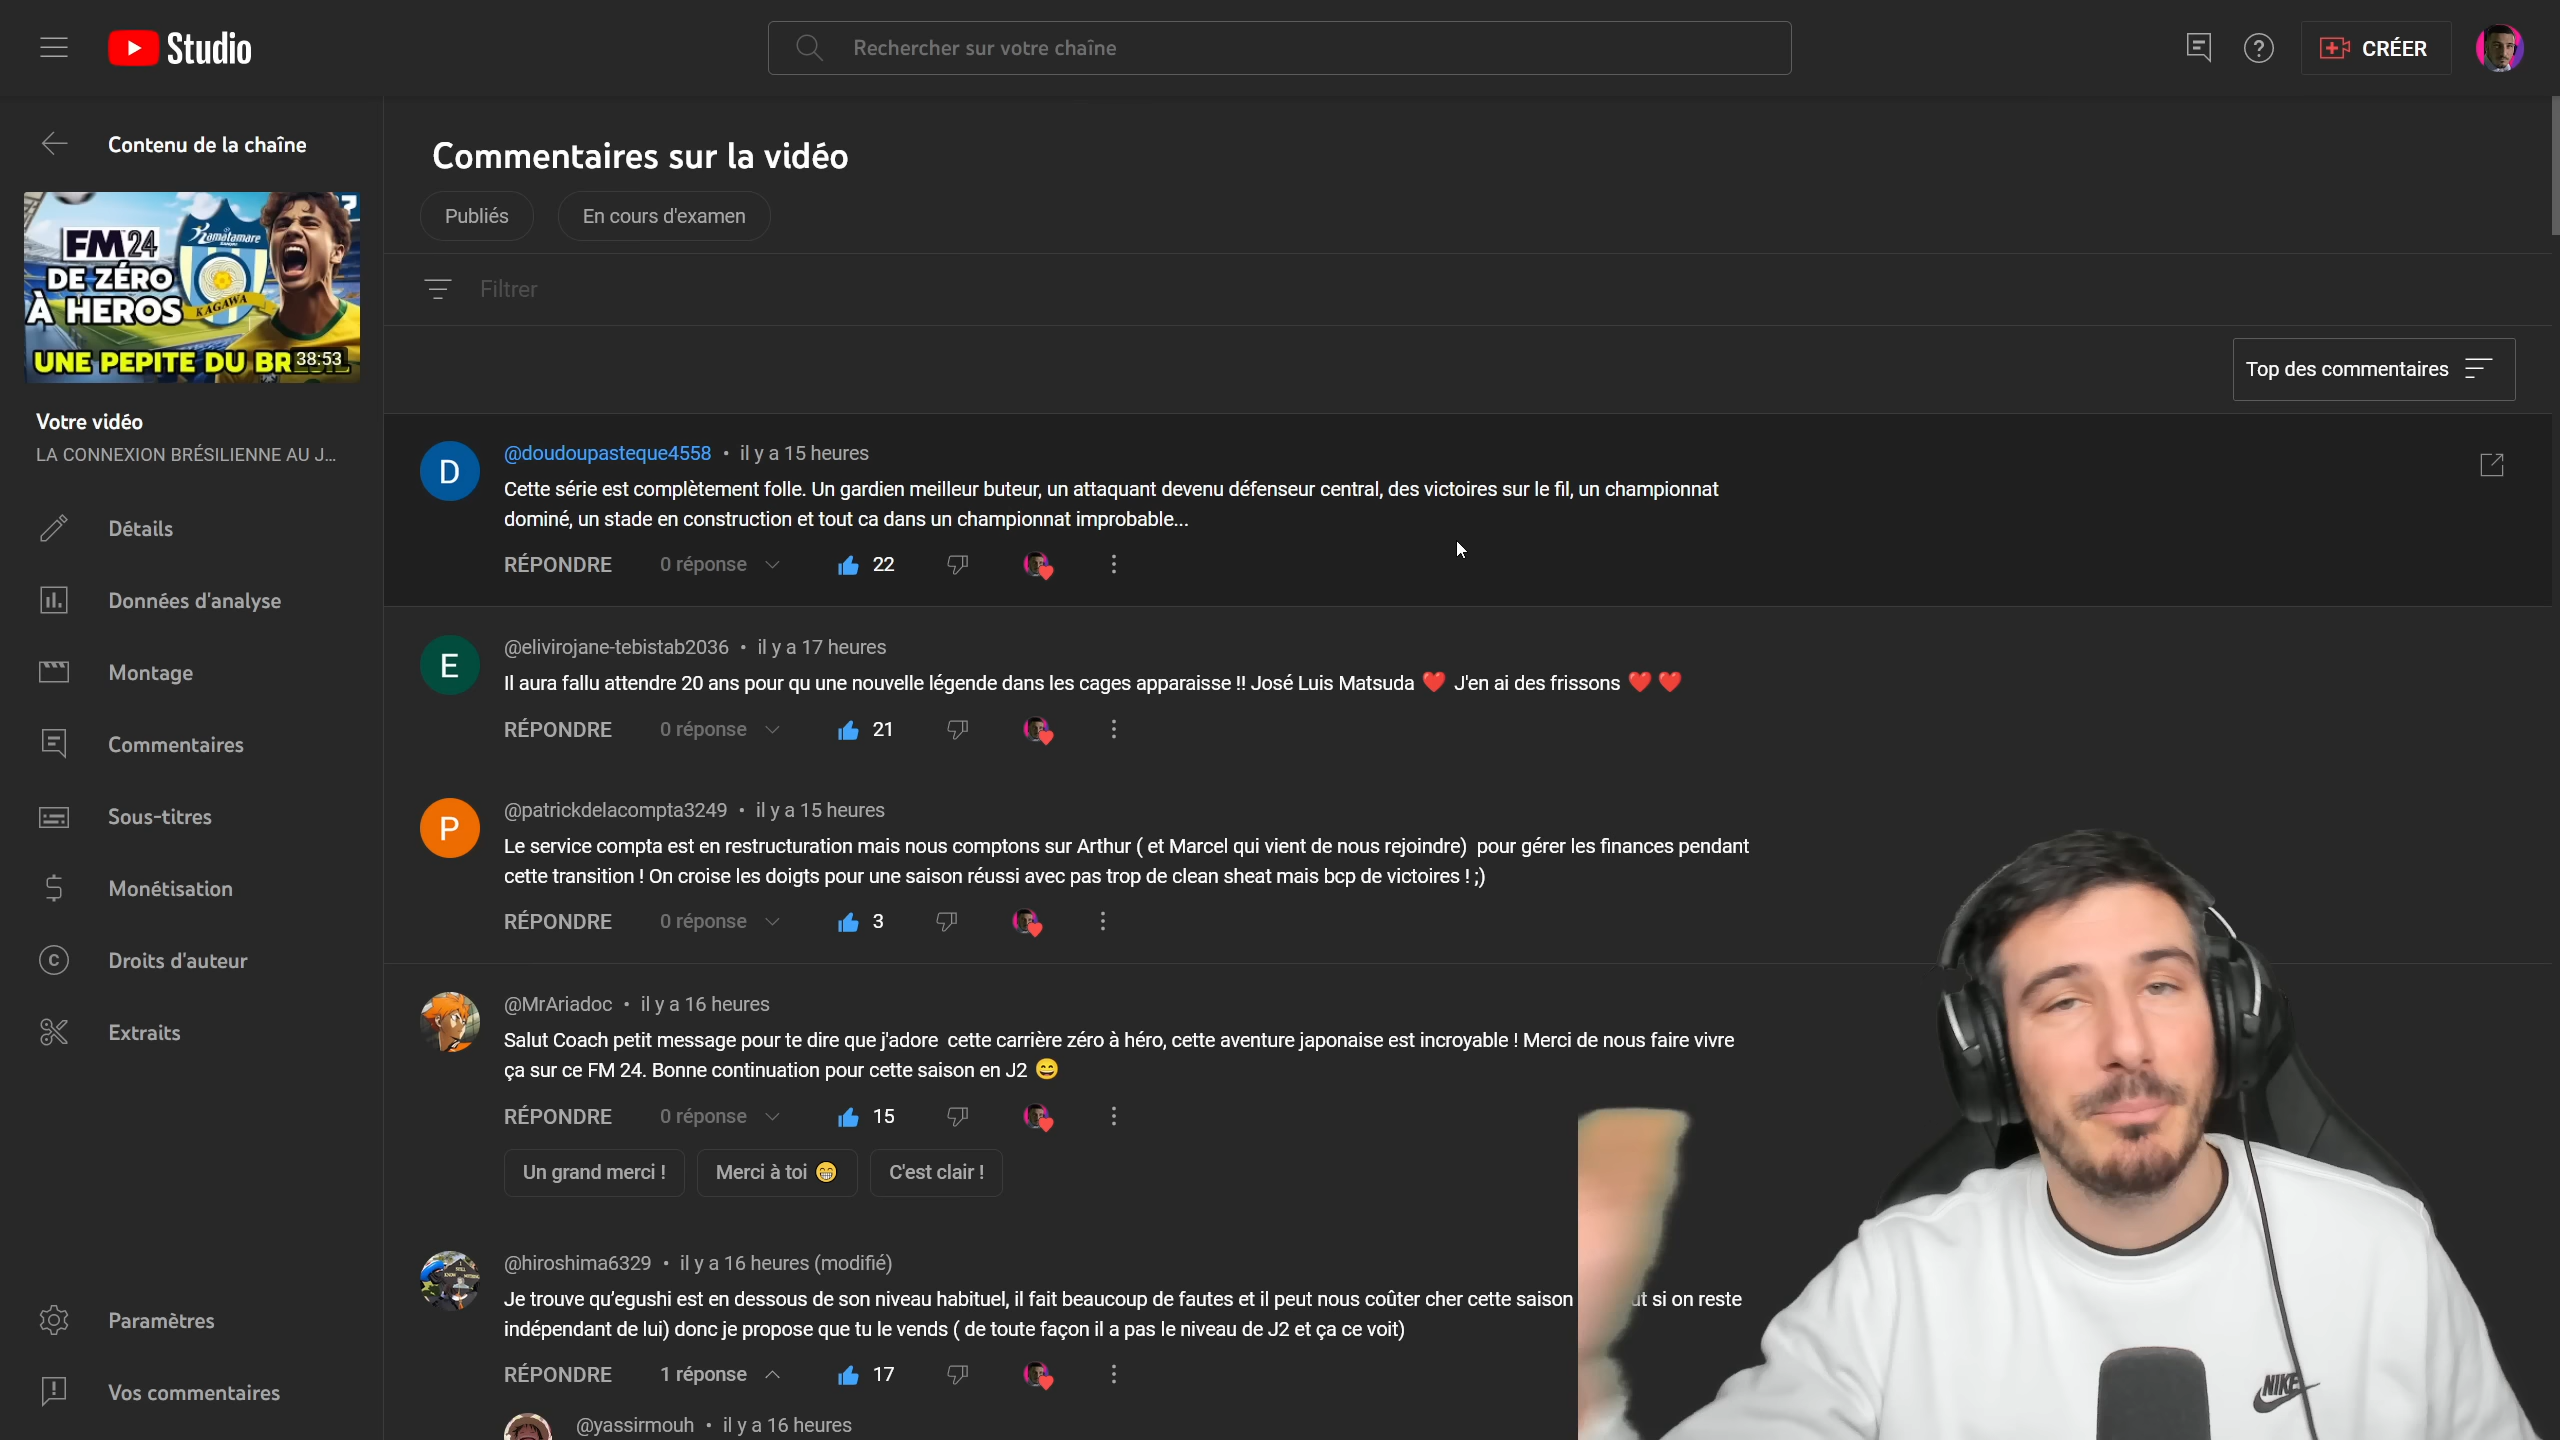 Studio
Rechercher sur votre chaîne
CRÉER
Contenu de la chaîne
FM24
Kamatamare
DE ZÉRO
À HEROS
KAGAWA
UNE PEPITE DU BR
38:53
Votre vidéo
LA CONNEXION BRÉSILIENNE AU J...
Détails
Données d'analyse
Montage
Commentaires
Sous-titres
Monétisation
Droits d'auteur
Extraits
Paramètres
Vos commentaires
Commentaires sur la vidéo
Publiés
En cours d'examen
Filtrer
Top des commentaires
D
@doudoupasteque4558 • il y a 15 heures
Cette série est complètement folle. Un gardien meilleur buteur, un attaquant devenu défenseur central, des victoires sur le fil, un championnat
dominé, un stade en construction et tout ca dans un championnat improbable...
RÉPONDRE 0 réponse 22
E
@elivirojane-tebistab2036 • il y a 17 heures
Il aura fallu attendre 20 ans pour qu une nouvelle légende dans les cages apparaisse !! José Luis Matsuda ❤️ J'en ai des frissons ❤️ ❤️
RÉPONDRE 0 réponse 21
P
@patrickdelacompta3249 • il y a 15 heures
Le service compta est en restructuration mais nous comptons sur Arthur ( et Marcel qui vient de nous rejoindre) pour gérer les finances pendant
cette transition ! On croise les doigts pour une saison réussi avec pas trop de clean sheat mais bcp de victoires ! ;)
RÉPONDRE 0 réponse 3
@MrAriadoc • il y a 16 heures
Salut Coach petit message pour te dire que j'adore cette carrière zéro à héro, cette aventure japonaise est incroyable ! Merci de nous faire vivre
ça sur ce FM 24. Bonne continuation pour cette saison en J2 😄
RÉPONDRE 0 réponse 15
Un grand merci !
Merci à toi 😁
C'est clair !
@hiroshima6329 • il y a 16 heures (modifié)
Je trouve qu'egushi est en dessous de son niveau habituel, il fait beaucoup de fautes et il peut nous coûter cher cette saison si on reste
indépendant de lui) donc je propose que tu le vends ( de toute façon il a pas le niveau de J2 et ça ce voit)
RÉPONDRE 1 réponse 17
@yassirmouh • il y a 16 heures
NIKE